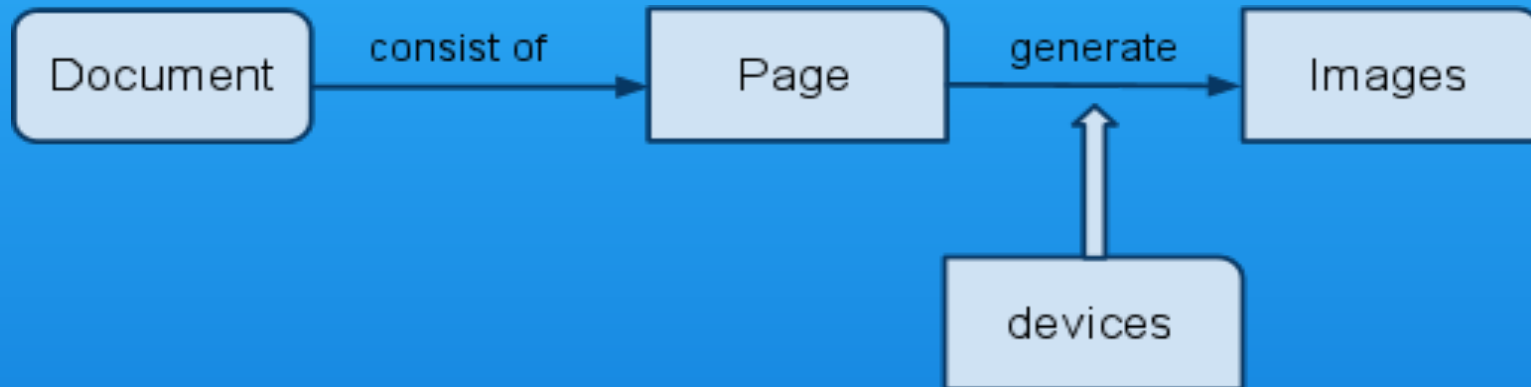 Document
consist of
Page
generate
Images
devices